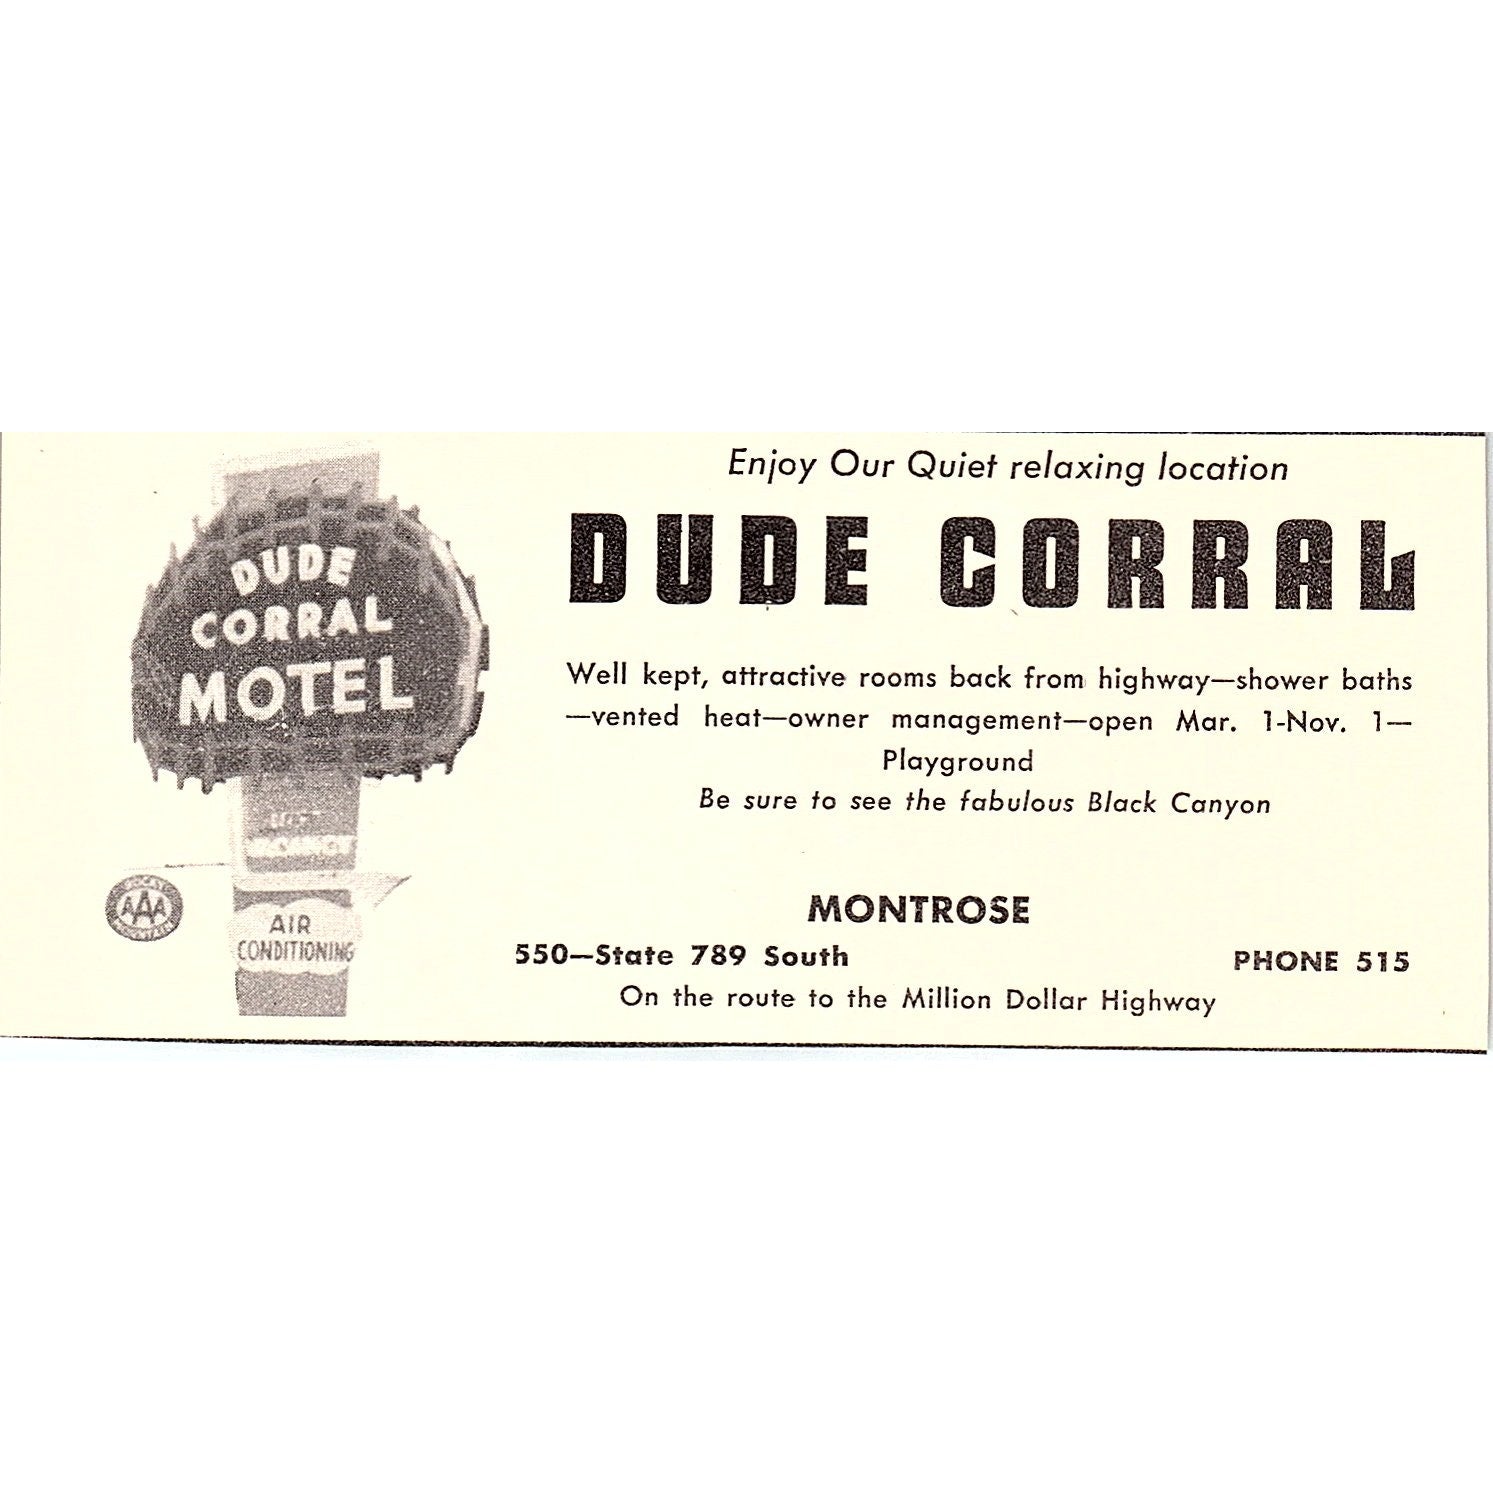 Enjoy Our Quiet relaxing location
DUDE CORRAL
Well kept, attractive rooms back from highway—shower baths
—vented heat—owner management—open Mar. 1-Nov. 1—
Playground
Be sure to see the fabulous Black Canyon
MONTROSE
550—State 789 South
PHONE 515
On the route to the Million Dollar Highway
DUDE
CORRAL
MOTEL
VACANCY
AAA
AIR
CONDITIONING